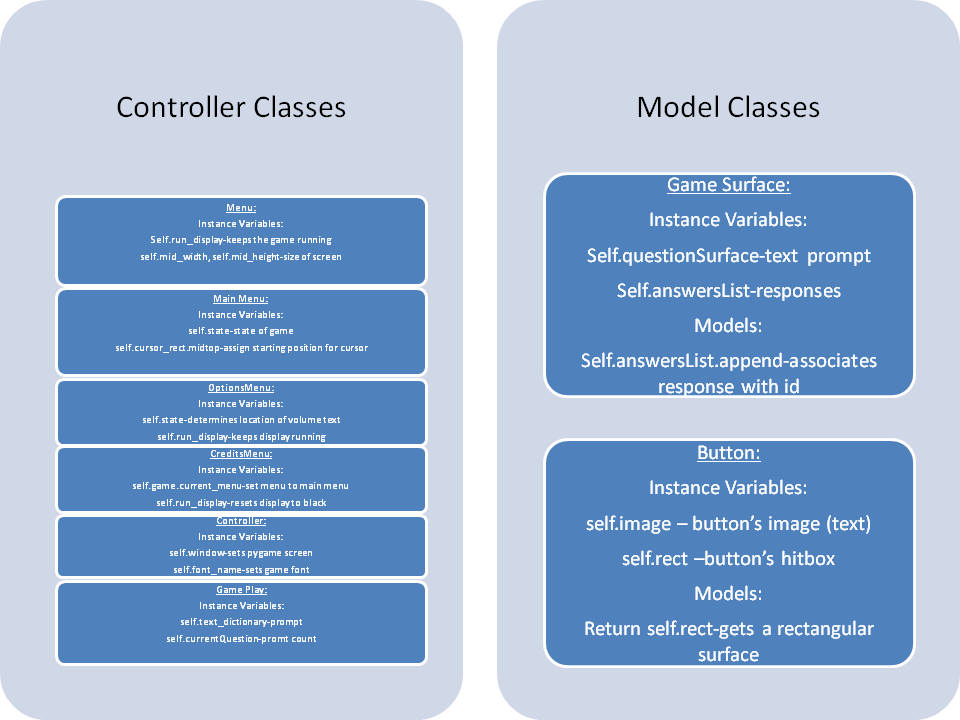 Controller Classes
Menu:
Instance Variables:
Self.run_display-keeps the game running
self.mid_width, self.mid_height-size of screen
Main Menu:
Instance Variables:
self.state-state of game
self.cursor_rect.midtop-assign starting position for cursor
OptionsMenu:
Instance Variables:
self.state-determines location of volume text
self.run_display-keeps display running
CreditsMenu:
Instance Variables:
self.game.current_menu-set menu to main menu
self.run_display-resets display to black
Controller:
Instance Variables:
self.window-sets pygame screen
self.font_name-sets game font
Game Play:
Instance Variables:
self.text_dictionary-prompt
self.currentQuestion-promt count
Model Classes
Game Surface:
Instance Variables:
Self.questionSurface-text prompt
Self.answersList-responses
Models:
Self.answersList.append-associates
response with id
Button:
Instance Variables:
self.image – button’s image (text)
self.rect –button’s hitbox
Models:
Return self.rect-gets a rectangular
surface